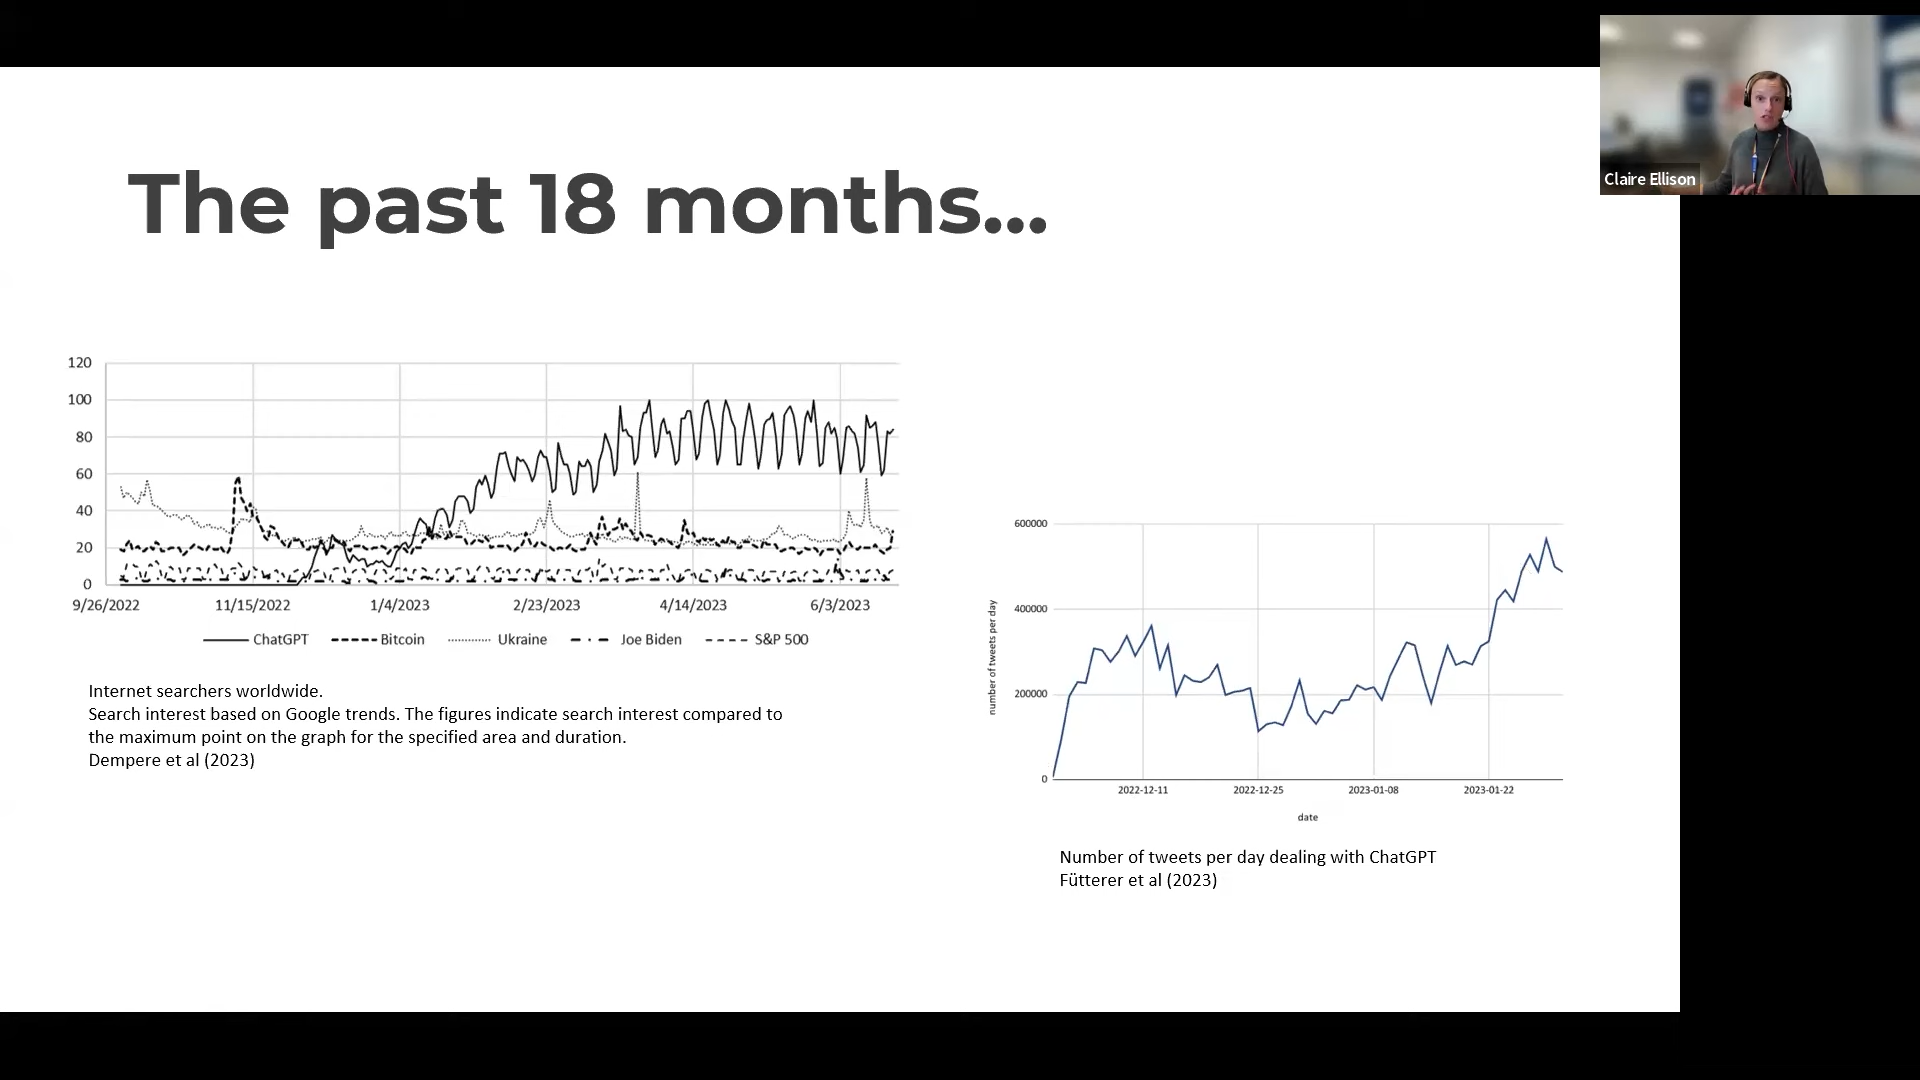 Claire Ellison
The past 18 months...
120
100
80
60
40
20
0
9/26/2022 11/15/2022 1/4/2023 2/23/2023 4/14/2023 6/3/2023
ChatGPT Bitcoin Ukraine Joe Biden S&P 500
Internet searchers worldwide.
Search interest based on Google trends. The figures indicate search interest compared to
the maximum point on the graph for the specified area and duration.
Dempere et al (2023)
600000
400000
200000
0
number of tweets per day
2022-12-11 2022-12-25 2023-01-08 2023-01-22
date
Number of tweets per day dealing with ChatGPT
Fütterer et al (2023)